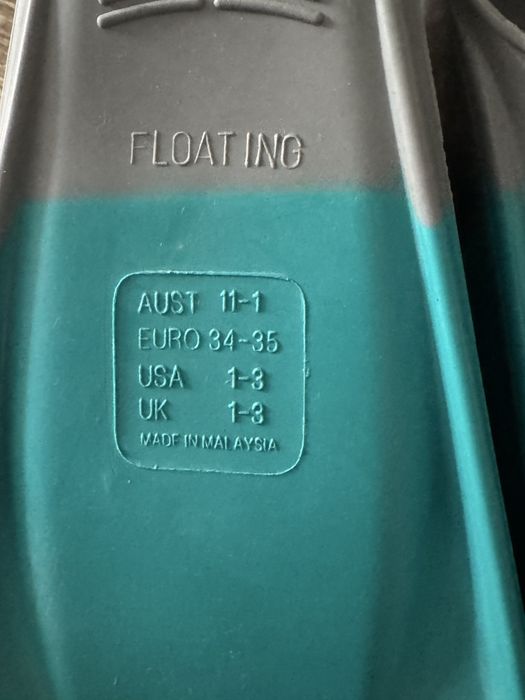 FLOATING
AUST 11-1
EURO 34-35
USA 1-3
UK 1-3
MADE IN MALAYSIA